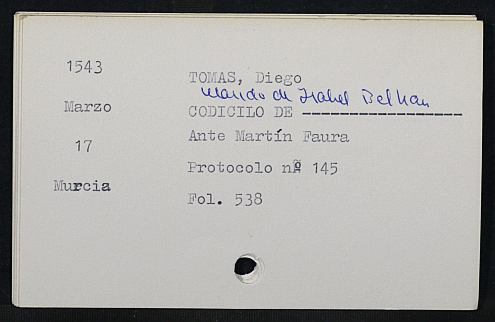 1543
TOMAS, Diego
Marido de Isabel Beltran
Marzo
CODICILO DE -----------------
17
Ante Martín Faura
Protocolo nº 145
Murcia
Fol. 538